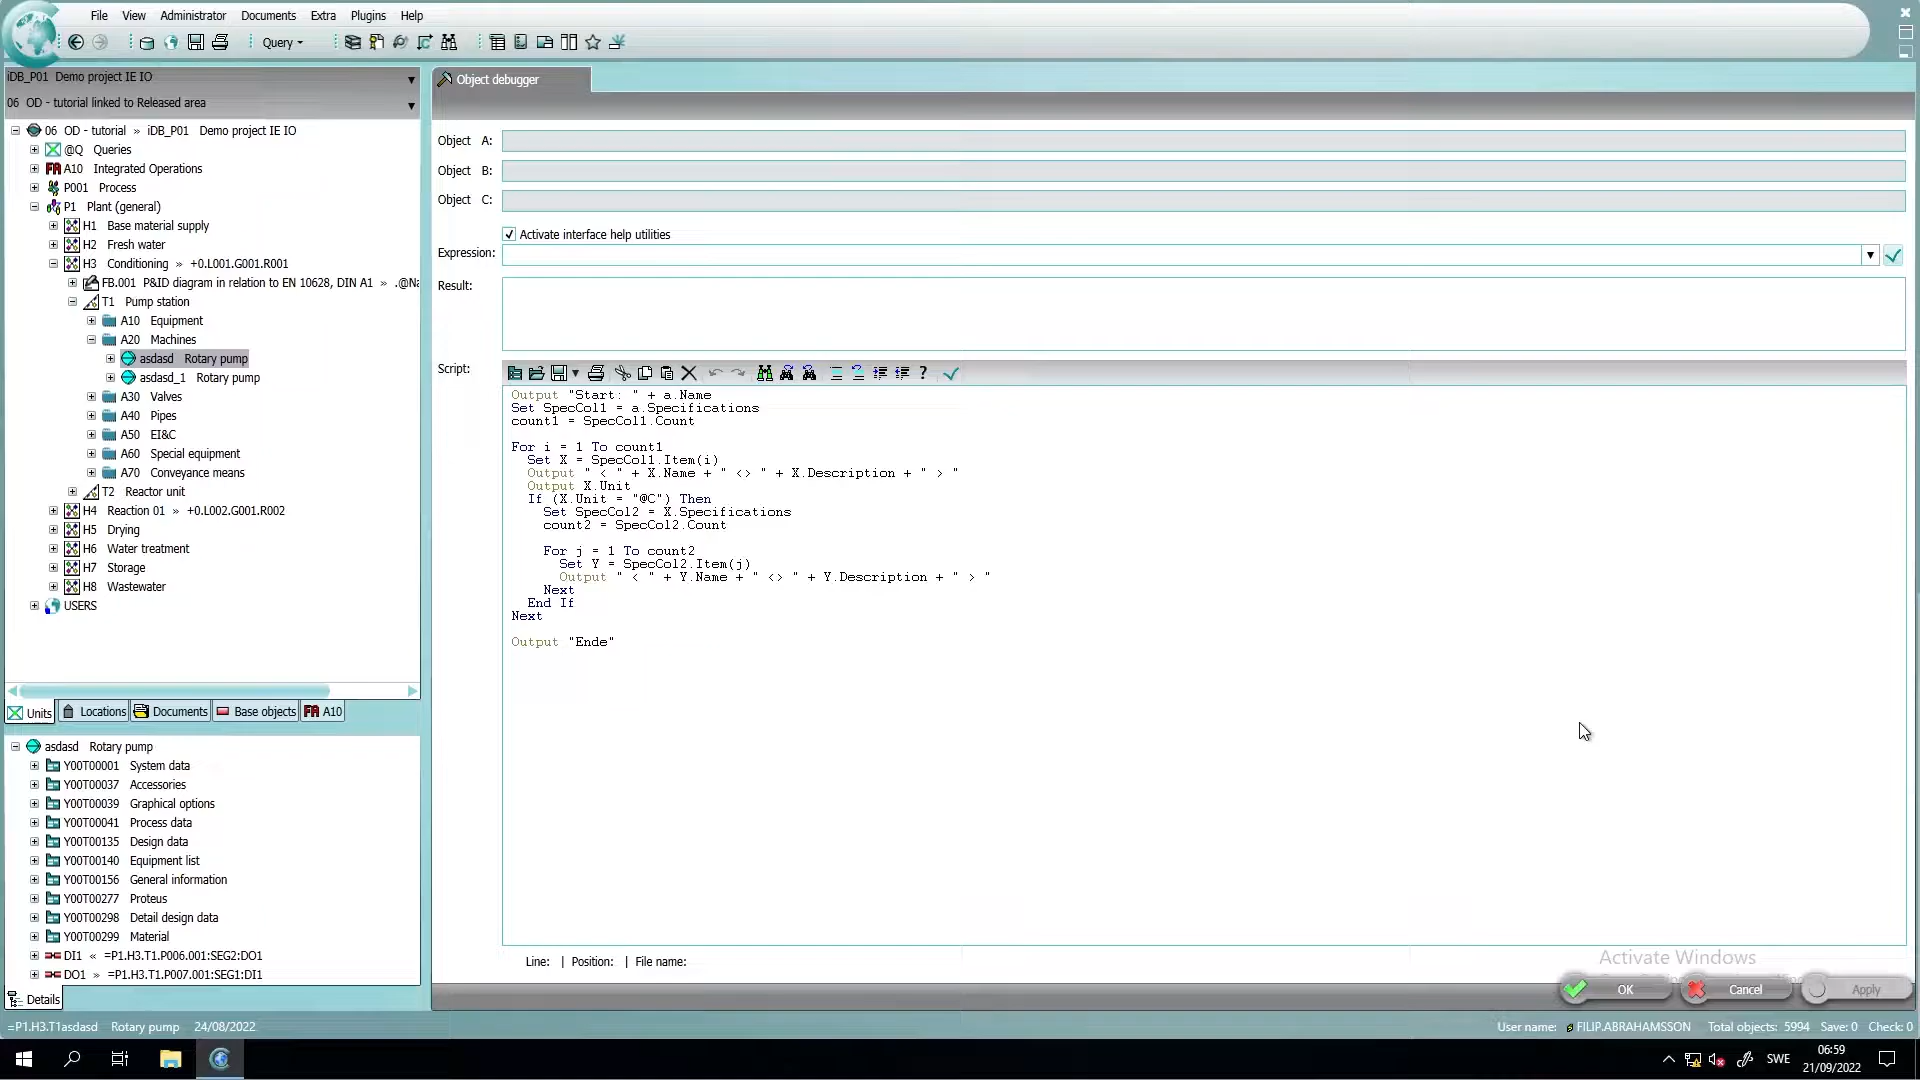 File View Administrator Documents Extra Plugins Help
Query
iDB_P01 Demo project IE IO
06 OD - tutorial linked to Released area
06 OD - tutorial » iDB_P01 Demo project IE IO
@Q Queries
A10 Integrated Operations
P001 Process
P1 Plant (general)
H1 Base material supply
H2 Fresh water
H3 Conditioning » +0.L001.G001.R001
FB.001 P&ID diagram in relation to EN 10628, DIN A1 » .@Na
T1 Pump station
A10 Equipment
A20 Machines
asdasd Rotary pump
asdasd_1 Rotary pump
A30 Valves
A40 Pipes
A50 EI&C
A60 Special equipment
A70 Conveyance means
T2 Reactor unit
H4 Reaction 01 » +0.L002.G001.R002
H5 Drying
H6 Water treatment
H7 Storage
H8 Wastewater
USERS
Units Locations Documents Base objects A10
asdasd Rotary pump
Y00T00001 System data
Y00T00037 Accessories
Y00T00039 Graphical options
Y00T00041 Process data
Y00T00135 Design data
Y00T00140 Equipment list
Y00T00156 General information
Y00T00277 Proteus
Y00T00298 Detail design data
Y00T00299 Material
DI1 « =P1.H3.T1.P006.001:SEG2:DO1
DO1 » =P1.H3.T1.P007.001:SEG1:DI1
Details
Object debugger
Object A:
Object B:
Object C:
Activate interface help utilities
Expression:
Result:
Script:
Output "Start: " + a.Name
Set SpecCol1 = a.Specifications
count1 = SpecCol1.Count
For i = 1 To count1
Set X = SpecCol1.Item(i)
Output " < " + X.Name + " <> " + X.Description + " > "
Output X.Unit
If (X.Unit = "@C") Then
Set SpecCol2 = X.Specifications
count2 = SpecCol2.Count
For j = 1 To count2
Set Y = SpecCol2.Item(j)
Output " < " + Y.Name + " <> " + Y.Description + " > "
Next
End If
Next
Output "Ende"
Line: | Position: | File name:
Activate Windows
OK Cancel Apply
=P1.H3.T1asdasd Rotary pump 24/08/2022
User name: FILIP.ABRAHAMSSON Total objects: 5994 Save: 0 Check: 0
SWE
06:59
21/09/2022